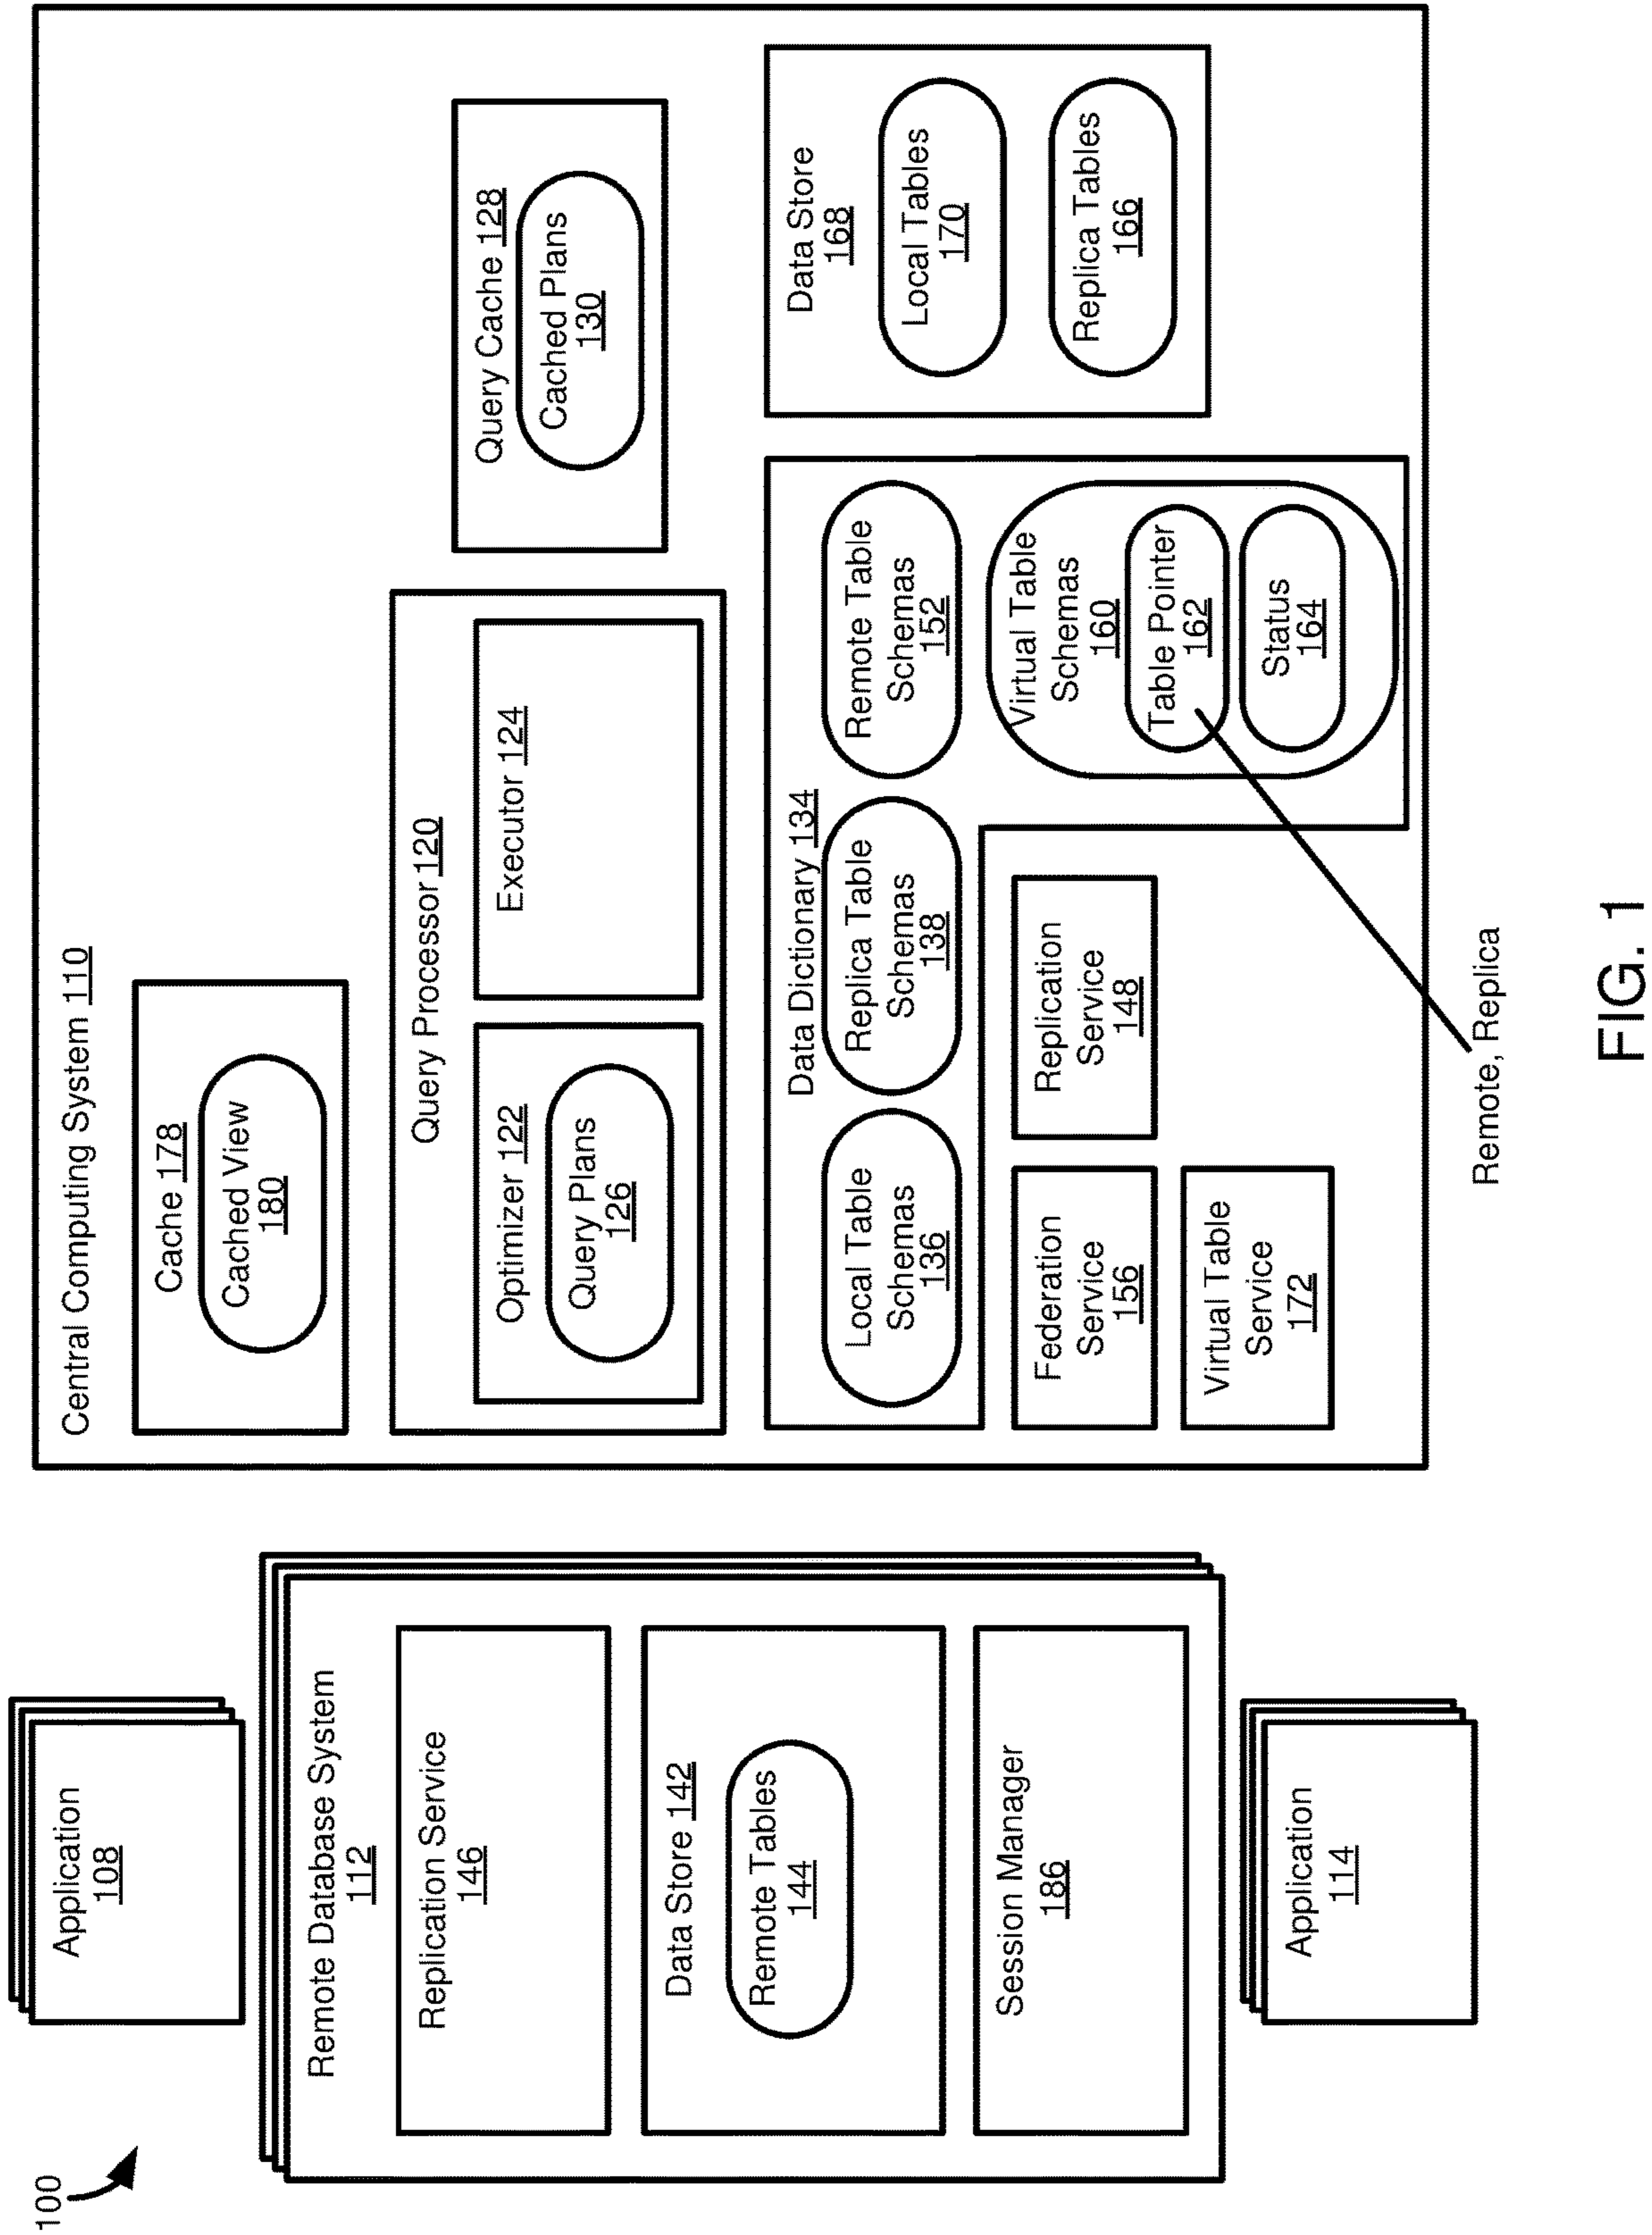 100
Application
108
Remote Database System
112
Replication Service
146
Data Store 142
Remote Tables
144
Session Manager
186
Application
114
Central Computing System 110
Cache 178
Cached View
180
Query Processor 120
Optimizer 122
Query Plans
126
Executor 124
Query Cache 128
Cached Plans
130
Data Dictionary 134
Local Table
Schemas
136
Replica Table
Schemas
138
Remote Table
Schemas
152
Virtual Table
Schemas
160
Table Pointer
162
Status
164
Data Store
168
Local Tables
170
Replica Tables
166
Federation
Service
156
Replication
Service
148
Virtual Table
Service
172
Remote, Replica
FIG. 1